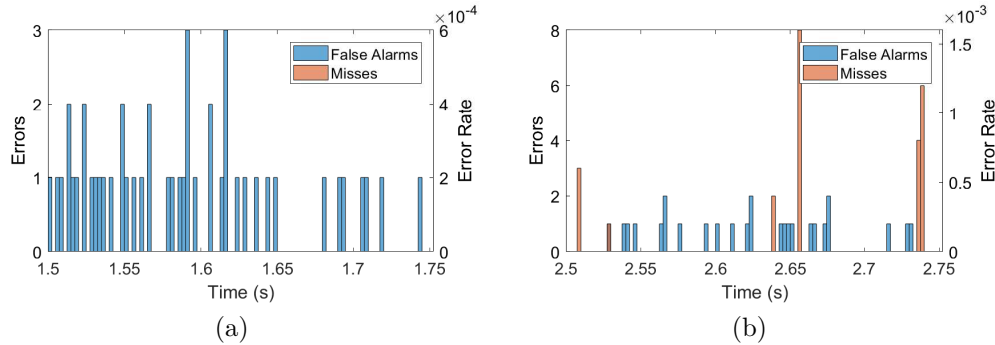 3
2
1
0
Errors
1.5
1.55
1.6
1.65
1.7
1.75
Time (s)
×10⁻⁴
6
4
2
0
Error Rate
False Alarms
Misses
(a)
8
6
4
2
0
Errors
2.5
2.55
2.6
2.65
2.7
2.75
Time (s)
×10⁻³
1.5
1
0.5
0
Error Rate
False Alarms
Misses
(b)